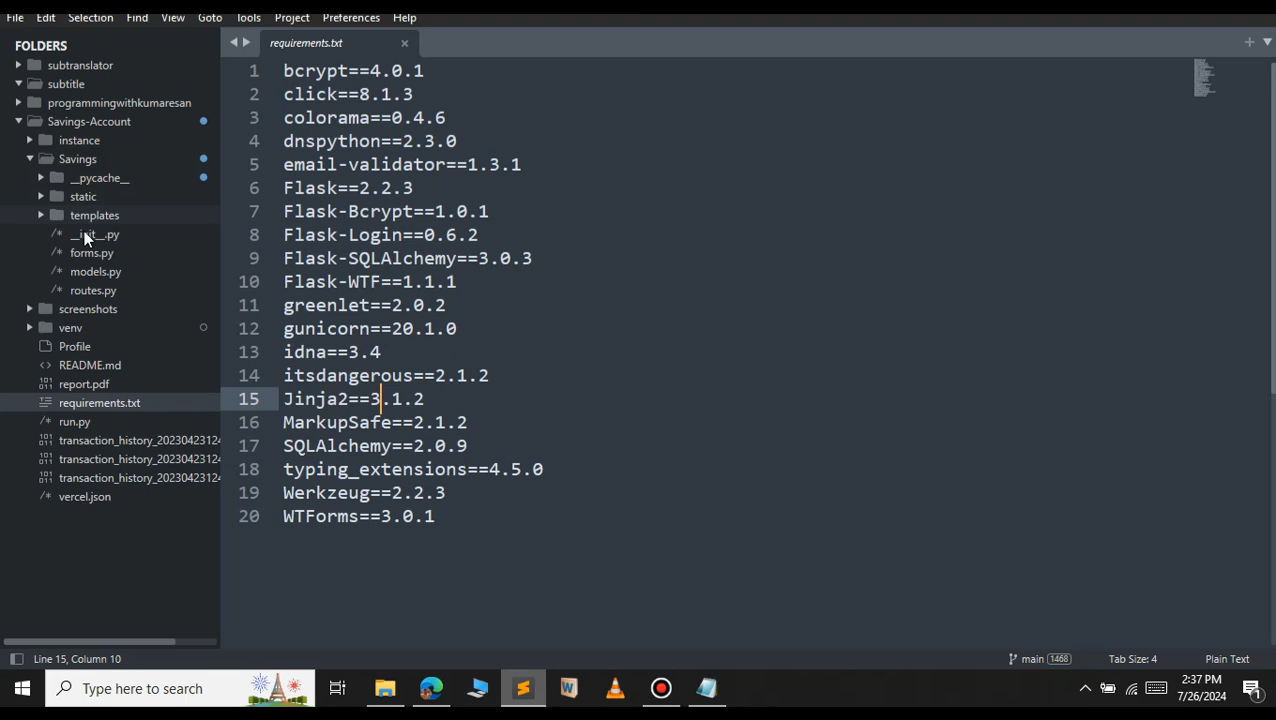 File Edit Selection Find View Goto Tools Project Preferences Help
FOLDERS
subtranslator
subtitle
programmingwithkumaresan
Savings-Account
instance
Savings
__pycache__
static
templates
/* __init__.py
/* forms.py
/* models.py
/* routes.py
screenshots
venv
Profile
<> README.md
report.pdf
requirements.txt
/* run.py
transaction_history_2023042312
transaction_history_2023042312
transaction_history_2023042312
/* vercel.json
requirements.txt ×
1 bcrypt==4.0.1
2 click==8.1.3
3 colorama==0.4.6
4 dnspython==2.3.0
5 email-validator==1.3.1
6 Flask==2.2.3
7 Flask-Bcrypt==1.0.1
8 Flask-Login==0.6.2
9 Flask-SQLAlchemy==3.0.3
10 Flask-WTF==1.1.1
11 greenlet==2.0.2
12 gunicorn==20.1.0
13 idna==3.4
14 itsdangerous==2.1.2
15 Jinja2==3.1.2
16 MarkupSafe==2.1.2
17 SQLAlchemy==2.0.9
18 typing_extensions==4.5.0
19 Werkzeug==2.2.3
20 WTForms==3.0.1
Line 15, Column 10 main 1468 Tab Size: 4 Plain Text
Type here to search
2:37 PM
7/26/2024
1